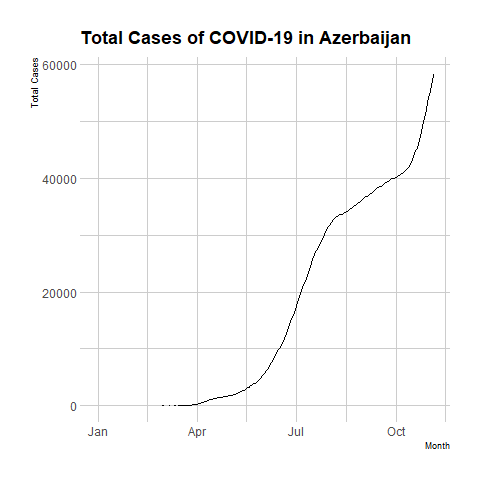 Total Cases of COVID-19 in Azerbaijan
Total Cases
60000
40000
20000
0
Jan Apr Jul Oct
Month